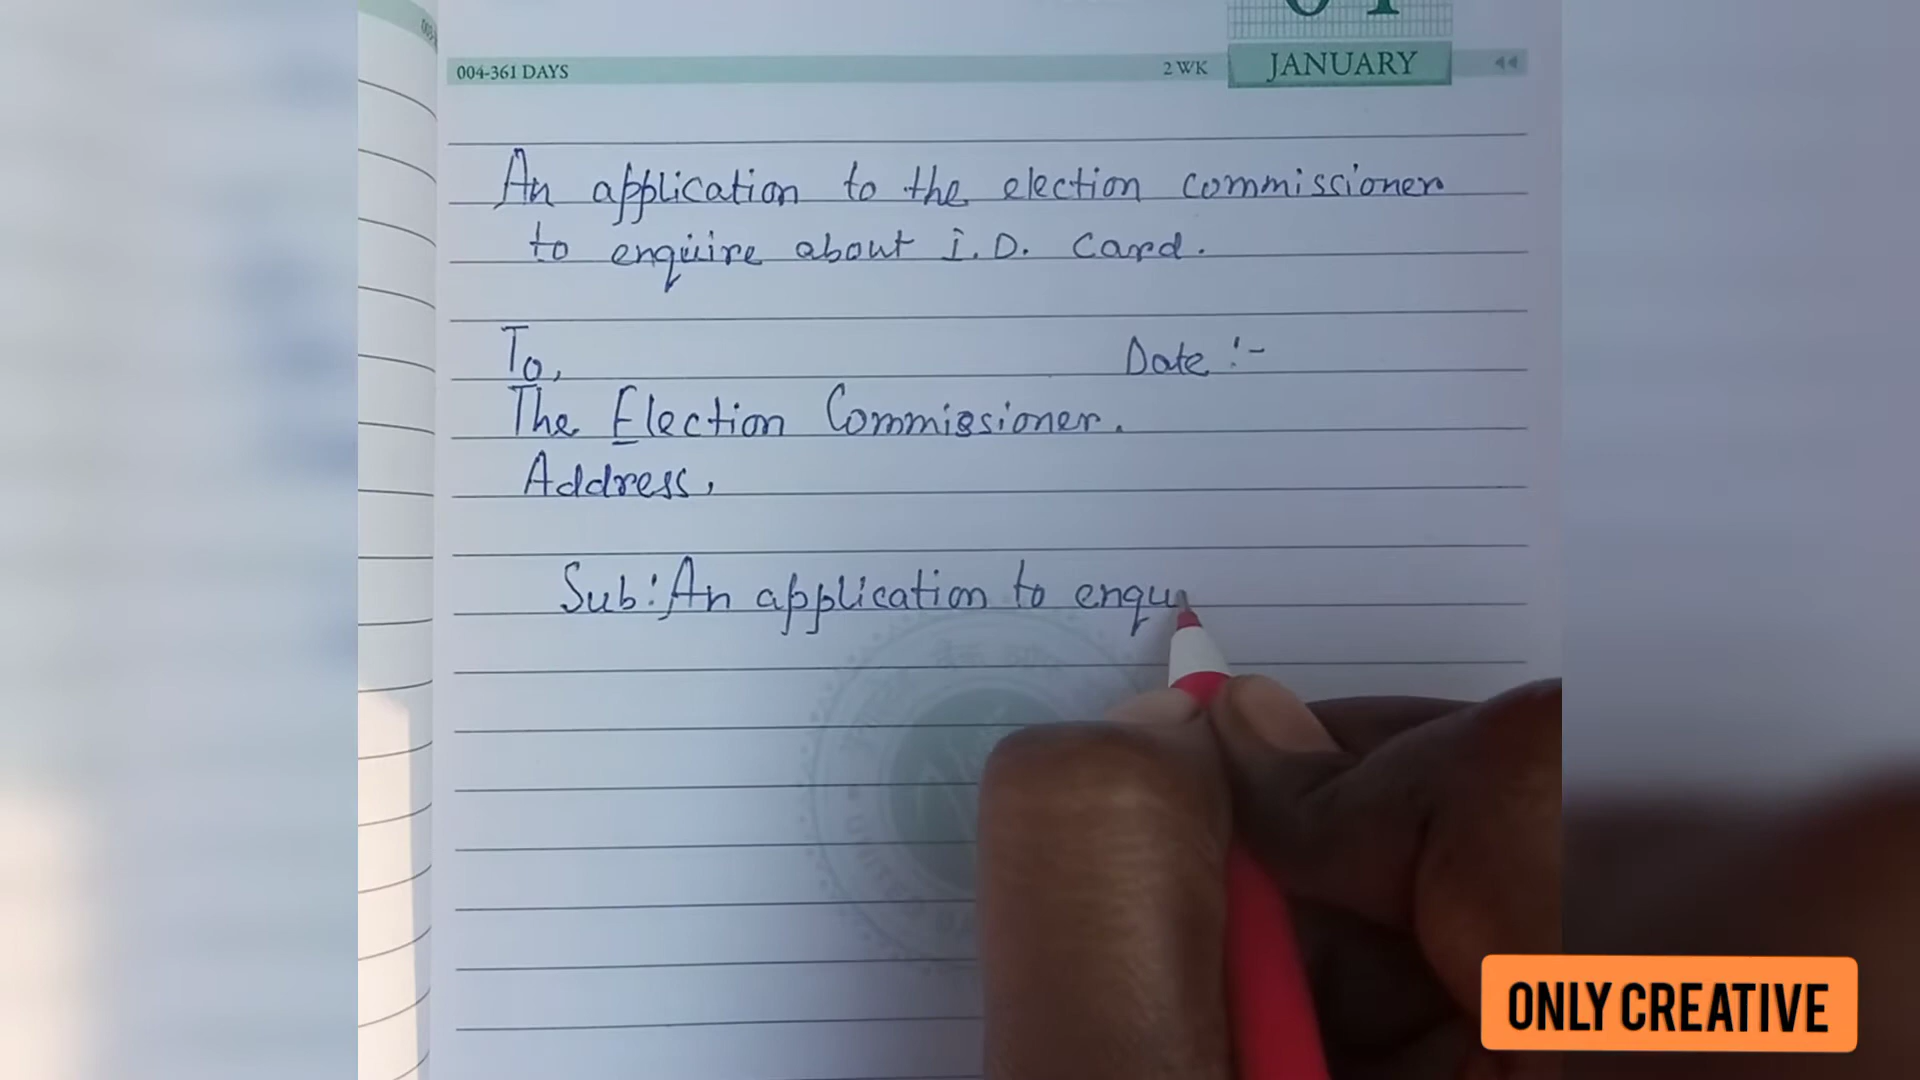 004-361 DAYS
2 WK
JANUARY
An application to the election commissioner
to enquire about i.D. Card.
To,
Date :-
The Election Commissioner.
Address,
Sub: An application to enqu
UNITED
ONLY CREATIVE